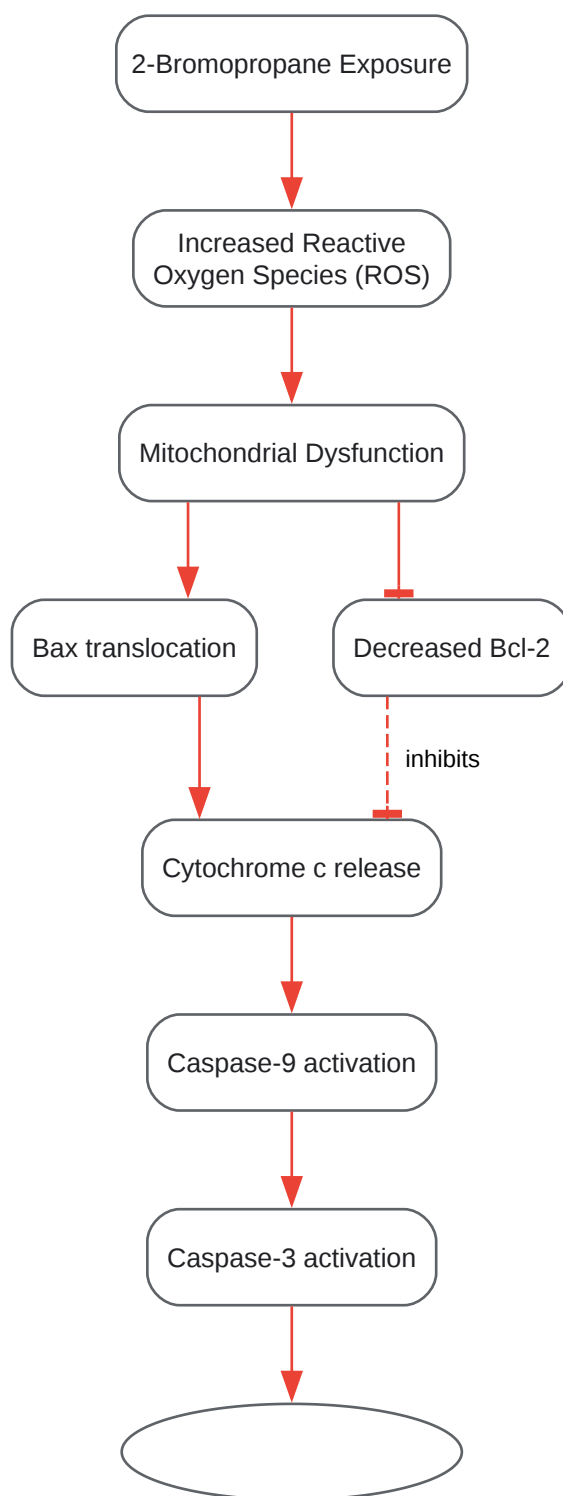 2-Bromopropane Exposure
Increased Reactive
Oxygen Species (ROS)
Mitochondrial Dysfunction
Bax translocation
Decreased Bcl-2
inhibits
Cytochrome c release
Caspase-9 activation
Caspase-3 activation